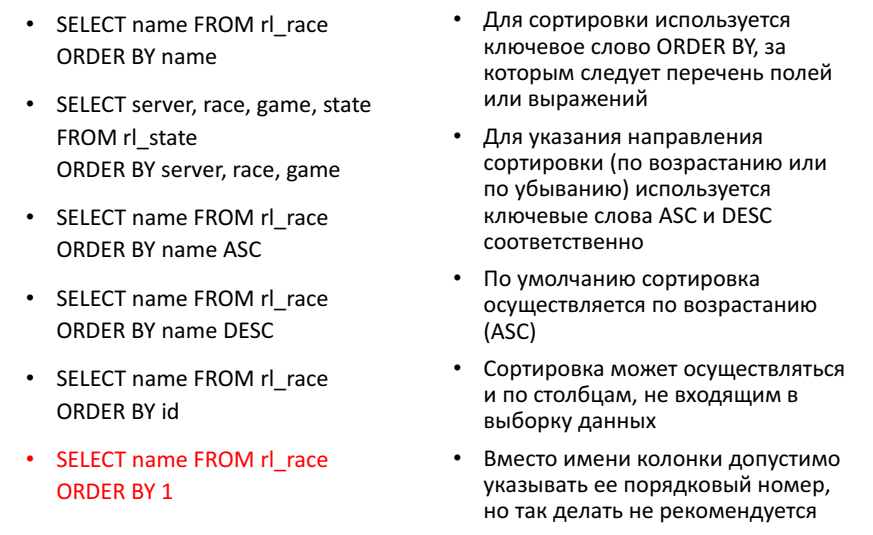 • SELECT name FROM rl_race
ORDER BY name
• SELECT server, race, game, state
FROM rl_state
ORDER BY server, race, game
• SELECT name FROM rl_race
ORDER BY name ASC
• SELECT name FROM rl_race
ORDER BY name DESC
• SELECT name FROM rl_race
ORDER BY id
• SELECT name FROM rl_race
ORDER BY 1
• Для сортировки используется
ключевое слово ORDER BY, за
которым следует перечень полей
или выражений
• Для указания направления
сортировки (по возрастанию или
по убыванию) используется
ключевые слова ASC и DESC
соответственно
• По умолчанию сортировка
осуществляется по возрастанию
(ASC)
• Сортировка может осуществляться
и по столбцам, не входящим в
выборку данных
• Вместо имени колонки допустимо
указывать ее порядковый номер,
но так делать не рекомендуется